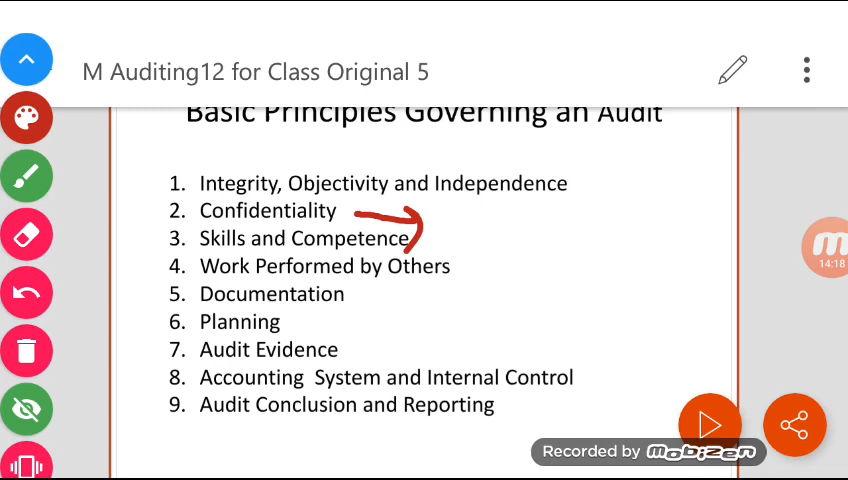 M Auditing12 for Class Original 5
Basic Principles Governing an Audit
1. Integrity, Objectivity and Independence
2. Confidentiality
3. Skills and Competence
4. Work Performed by Others
5. Documentation
6. Planning
7. Audit Evidence
8. Accounting System and Internal Control
9. Audit Conclusion and Reporting
m
14:18
Recorded by mobizen